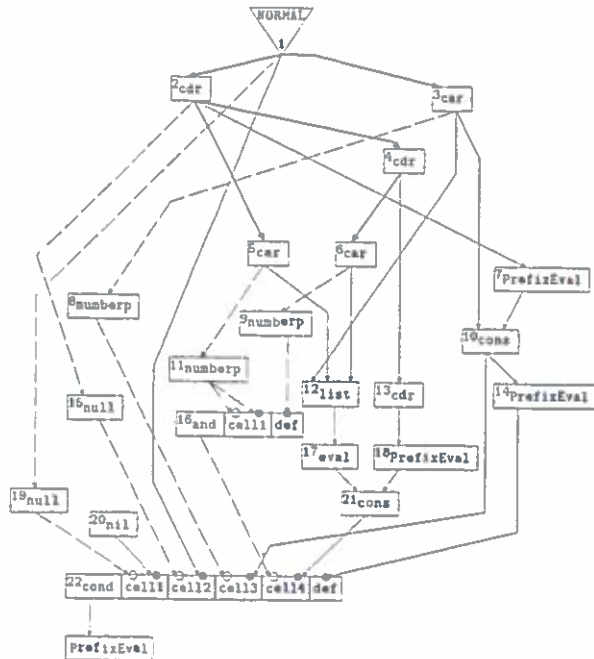 NORMAL
1
2cdr
3car
4cdr
5car
6car
7PrefixEval
8numberp
9numberp
10cons
11numberp
12list
13cdr
14PrefixEval
15null
16and cell1 def
17eval
18PrefixEval
19null
20nil
21cons
22cond cell1 cell2 cell3 cell4 def
PrefixEval